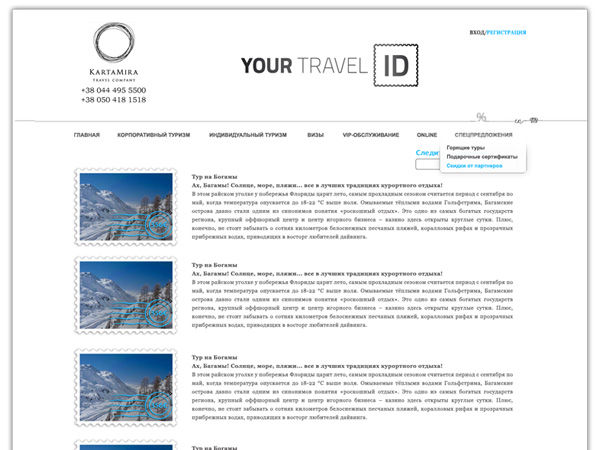 KARTAMIRA
TRAVEL COMPANY
+38 044 495 5500
+38 050 418 1518
YOUR TRAVEL ID
ВХОД/РЕГИСТРАЦИЯ
%
ГЛАВНАЯ КОРПОРАТИВНЫЙ ТУРИЗМ ИНДИВИДУАЛЬНЫЙ ТУРИЗМ ВИЗЫ VIP-ОБСЛУЖИВАНИЕ ONLINE СПЕЦПРЕДЛОЖЕНИЯ
Горящие туры
Подарочные сертификаты
Скидки от партнеров
Тур на Богамы
Ах, Багамы! Солнце, море, пляжи... все в лучших традициях курортного отдыха!
В этом райском уголке у побережья Флориды царит лето, самым прохладным сезоном считается период с сентября по
май, когда температура опускается до 18-22 °C выше ноля. Омываемые тёплыми водами Гольфстрима, Багамские
острова давно стали одним из синонимов понятия «роскошный отдых». Это одно из самых богатых государств
региона, крупный оффшорный центр и центр игорного бизнеса – казино здесь открыты круглые сутки. Плюс,
конечно, не стоит забывать о сотнях километров белоснежных песчаных пляжей, коралловых рифах и прозрачных
прибрежных водах, приводящих в восторг любителей дайвинга.
Тур на Богамы
Ах, Багамы! Солнце, море, пляжи... все в лучших традициях курортного отдыха!
В этом райском уголке у побережья Флориды царит лето, самым прохладным сезоном считается период с сентября по
май, когда температура опускается до 18-22 °C выше ноля. Омываемые тёплыми водами Гольфстрима, Багамские
острова давно стали одним из синонимов понятия «роскошный отдых». Это одно из самых богатых государств
региона, крупный оффшорный центр и центр игорного бизнеса – казино здесь открыты круглые сутки. Плюс,
конечно, не стоит забывать о сотнях километров белоснежных песчаных пляжей, коралловых рифах и прозрачных
прибрежных водах, приводящих в восторг любителей дайвинга.
Тур на Богамы
Ах, Багамы! Солнце, море, пляжи... все в лучших традициях курортного отдыха!
В этом райском уголке у побережья Флориды царит лето, самым прохладным сезоном считается период с сентября по
май, когда температура опускается до 18-22 °C выше ноля. Омываемые тёплыми водами Гольфстрима, Багамские
острова давно стали одним из синонимов понятия «роскошный отдых». Это одно из самых богатых государств
региона, крупный оффшорный центр и центр игорного бизнеса – казино здесь открыты круглые сутки. Плюс,
конечно, не стоит забывать о сотнях километров белоснежных песчаных пляжей, коралловых рифах и прозрачных
прибрежных водах, приводящих в восторг любителей дайвинга.
Тур на Богамы